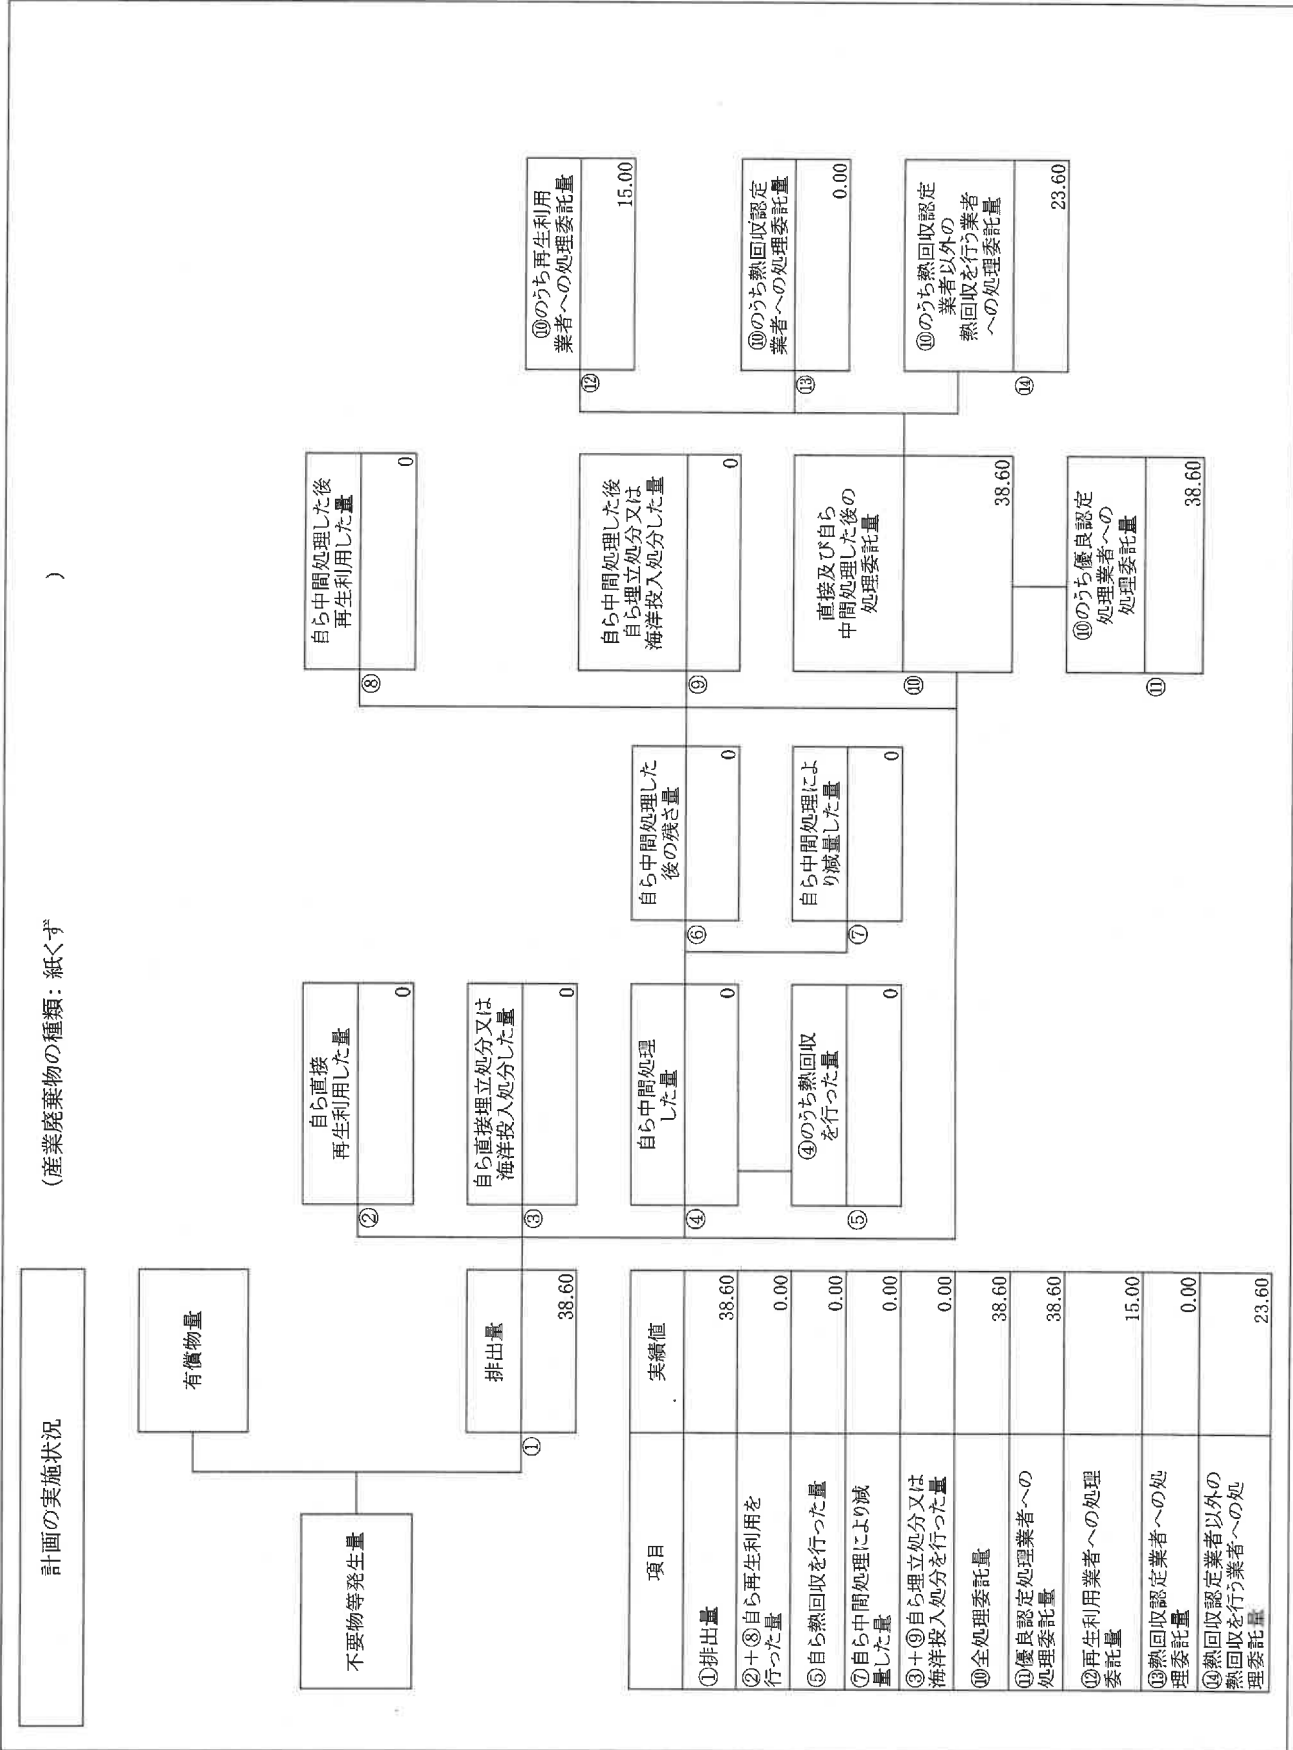 計画の実施状況
(産業廃棄物の種類：紙くず
)
不要物等発生量
有償物量
排出量
①
38.60
自ら直接
再生利用した量
②
0
自ら直接埋立処分又は
海洋投入処分した量
③
0
自ら中間処理
した量
④
0
④のうち熱回収
を行った量
⑤
0
自ら中間処理した
後の残さ量
⑥
0
自ら中間処理によ
り減量した量
⑦
0
自ら中間処理した後
再生利用した量
⑧
0
自ら中間処理した後
自ら埋立処分又は
海洋投入処分した量
⑨
0
直接及び自ら
中間処理した後の
処理委託量
⑩
38.60
⑩のうち優良認定
処理業者への
処理委託量
⑪
38.60
⑩のうち再生利用
業者への処理委託量
⑫
15.00
⑩のうち熱回収認定
業者への処理委託量
⑬
0.00
⑩のうち熱回収認定
業者以外の
熱回収を行う業者
への処理委託量
⑭
23.60
項目
実績値
①排出量
38.60
②＋⑧自ら再生利用を
行った量
0.00
⑤自ら熱回収を行った量
0.00
⑦自ら中間処理により減
量した量
0.00
③＋⑨自ら埋立処分又は
海洋投入処分を行った量
0.00
⑩全処理委託量
38.60
⑪優良認定処理業者への
処理委託量
38.60
⑫再生利用業者への処理
委託量
15.00
⑬熱回収認定業者への処
理委託量
0.00
⑭熱回収認定業者以外の
熱回収を行う業者への処
理委託量
23.60